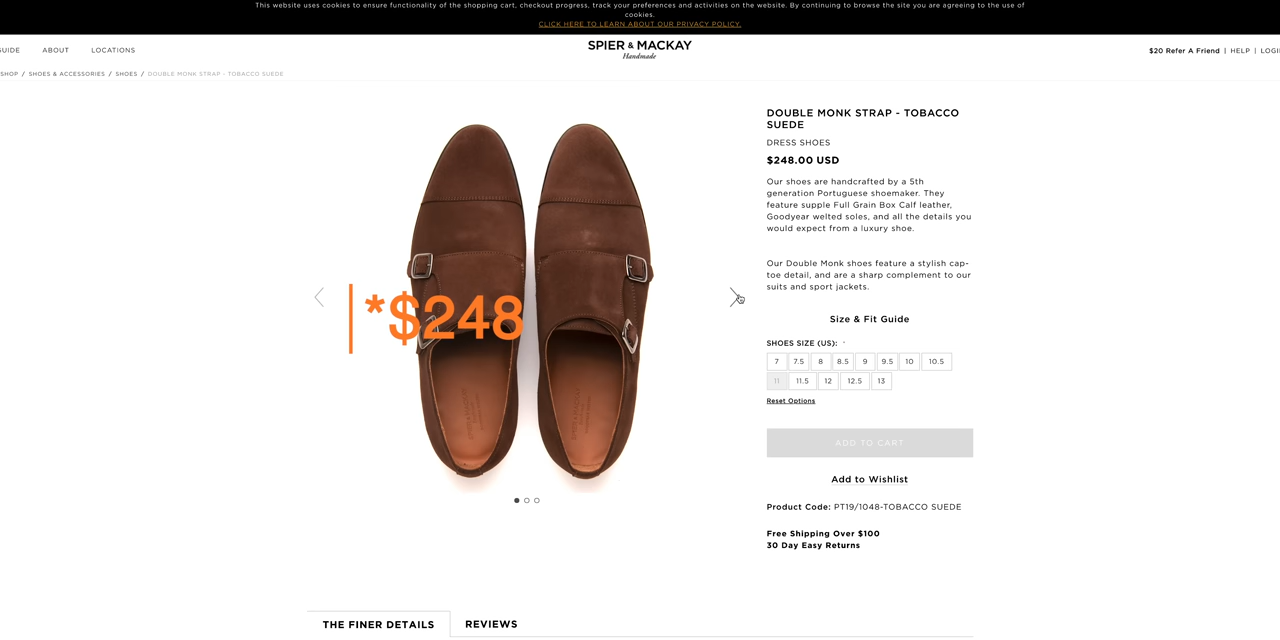 This website uses cookies to ensure functionality of the shopping cart, checkout progress, track your preferences and activities on the website. By continuing to browse the site you are agreeing to the use of
cookies.
CLICK HERE TO LEARN ABOUT OUR PRIVACY POLICY.
UIDE ABOUT LOCATIONS
SPIER & MACKAY
Handmade
$20 Refer A Friend | HELP | LOGI
SHOP / SHOES & ACCESSORIES / SHOES / DOUBLE MONK STRAP - TOBACCO SUEDE
DOUBLE MONK STRAP - TOBACCO
SUEDE
DRESS SHOES
$248.00 USD
Our shoes are handcrafted by a 5th
generation Portuguese shoemaker. They
feature supple Full Grain Box Calf leather,
Goodyear welted soles, and all the details you
would expect from a luxury shoe.
Our Double Monk shoes feature a stylish cap-
toe detail, and are a sharp complement to our
suits and sport jackets.
*$248
Size & Fit Guide
SHOES SIZE (US): *
7 7.5 8 8.5 9 9.5 10 10.5
11 11.5 12 12.5 13
Reset Options
ADD TO CART
Add to Wishlist
Product Code: PT19/1048-TOBACCO SUEDE
Free Shipping Over $100
30 Day Easy Returns
THE FINER DETAILS REVIEWS